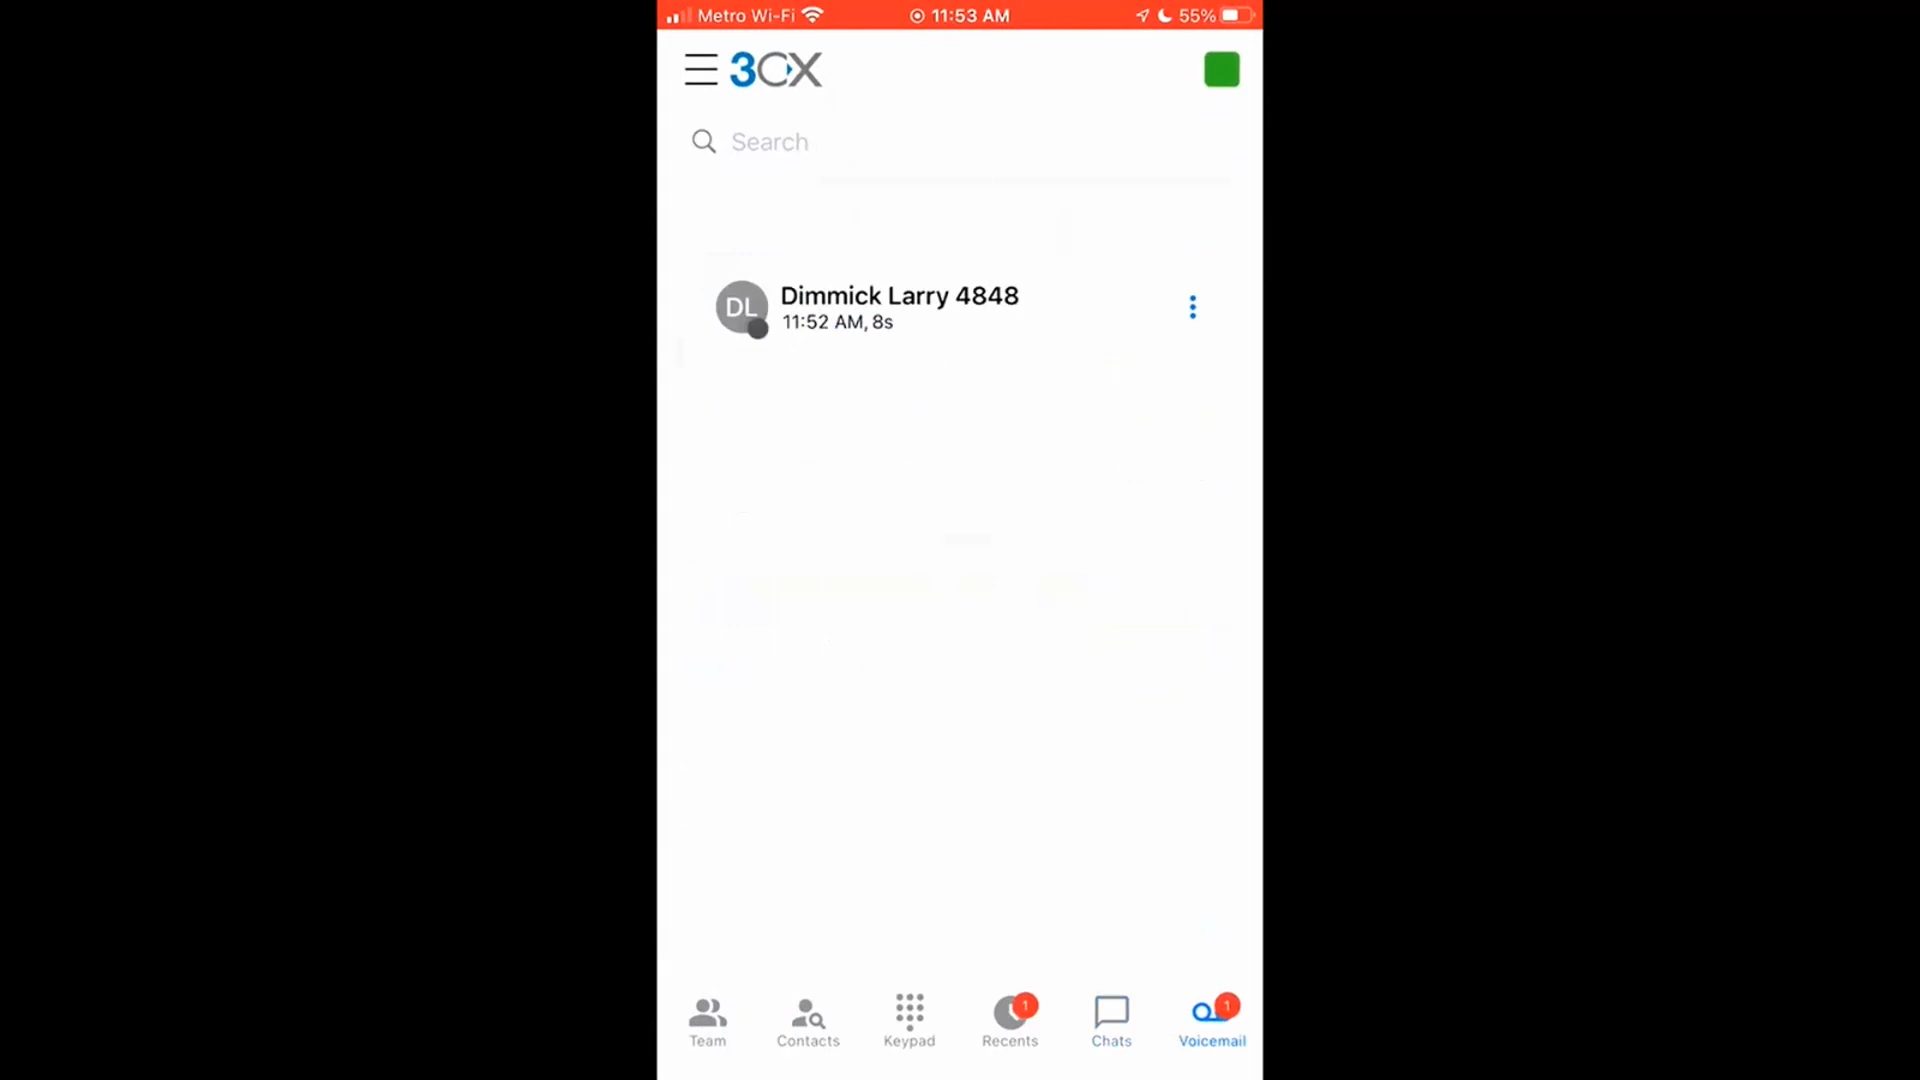 Metro Wi-Fi 11:53 AM 55%
3CX
Search
DL
Dimmick Larry 4848
11:52 AM, 8s
1 1
Team Contacts Keypad Recents Chats Voicemail